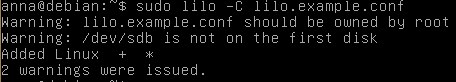 anna@debian:~$ sudo lilo -C lilo.example.conf
Warning: lilo.example.conf should be owned by root
Warning: /dev/sdb is not on the first disk
Added Linux  +  *
2 warnings were issued.